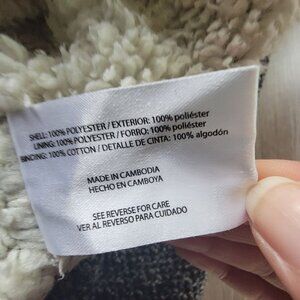 SHELL: 100% POLYESTER / EXTERIOR: 100% poliéster
LINING: 100% POLYESTER / FORRO: 100% poliéster
BINDING: 100% COTTON / DETALLE DE CINTA: 100% algodón
MADE IN CAMBODIA
HECHO EN CAMBOYA
SEE REVERSE FOR CARE
VER AL REVERSO PARA CUIDADO